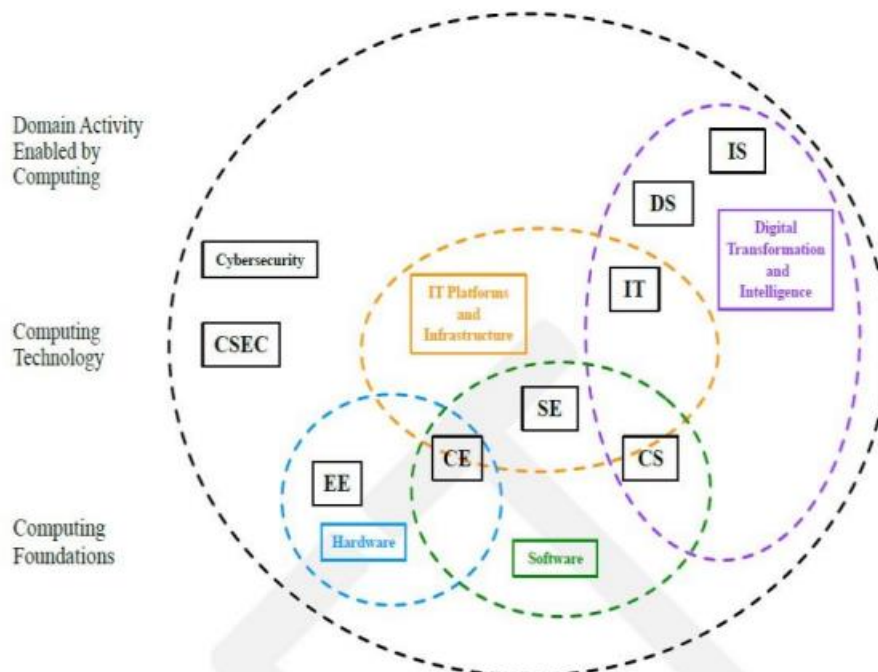 Domain Activity
Enabled by
Computing
IS
DS
Digital
Transformation
and
Intelligence
Cybersecurity
IT Platforms
and
Infrastructure
IT
Computing
Technology
CSEC
SE
CE
CS
EE
Computing
Foundations
Hardware
Software